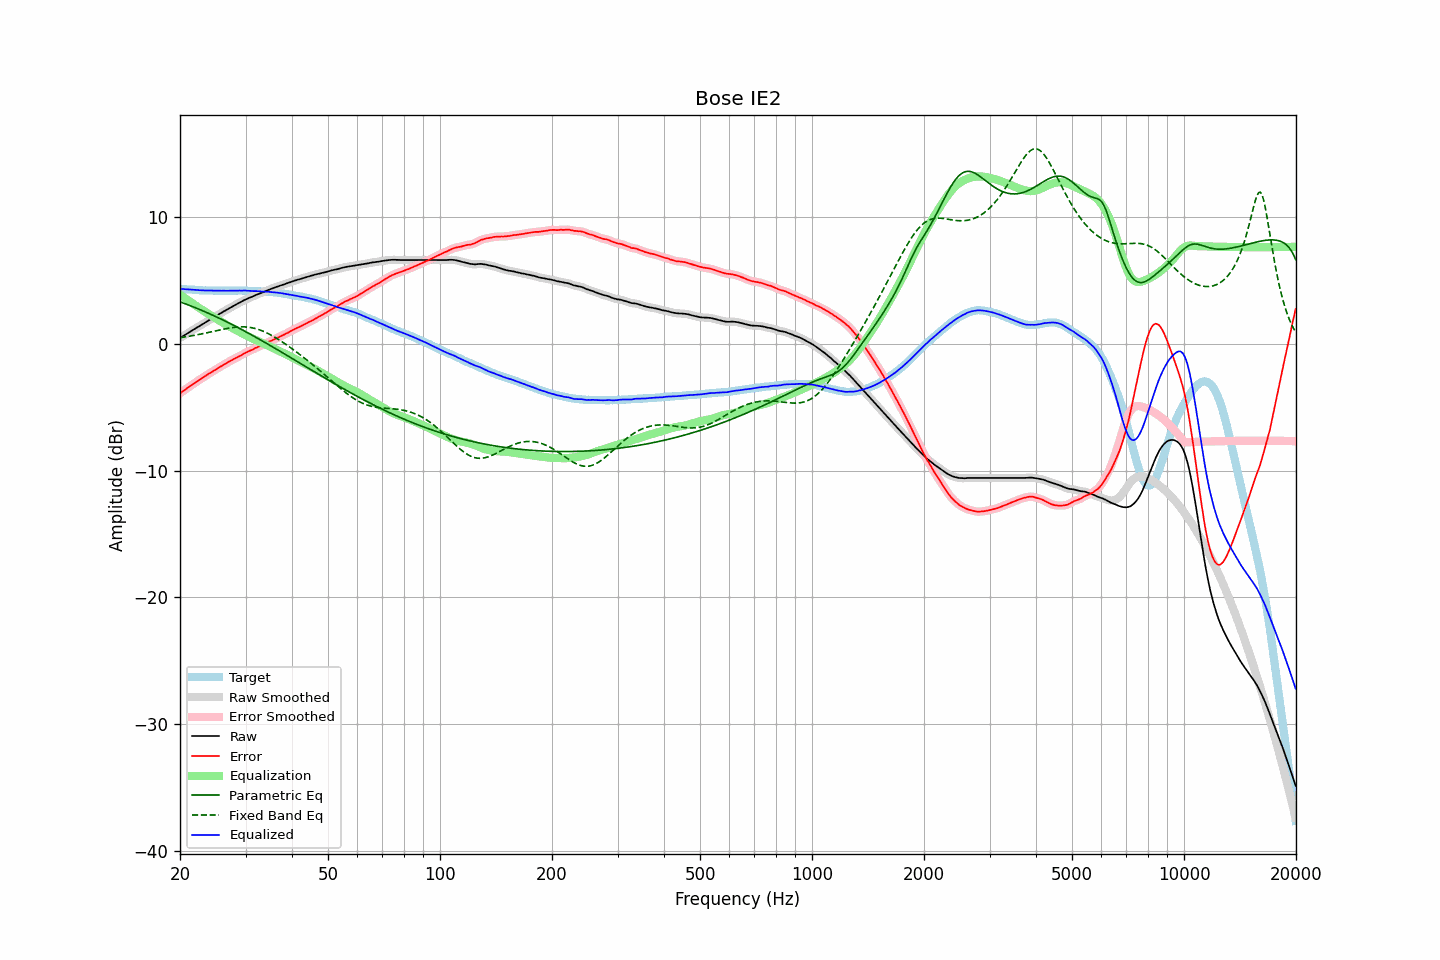 Bose IE2
Amplitude (dBr)
10
0
−10
−20
−30
−40
Target
Raw Smoothed
Error Smoothed
Raw
Error
Equalization
Parametric Eq
Fixed Band Eq
Equalized
20 50 100 200 500 1000 2000 5000 10000 20000
Frequency (Hz)